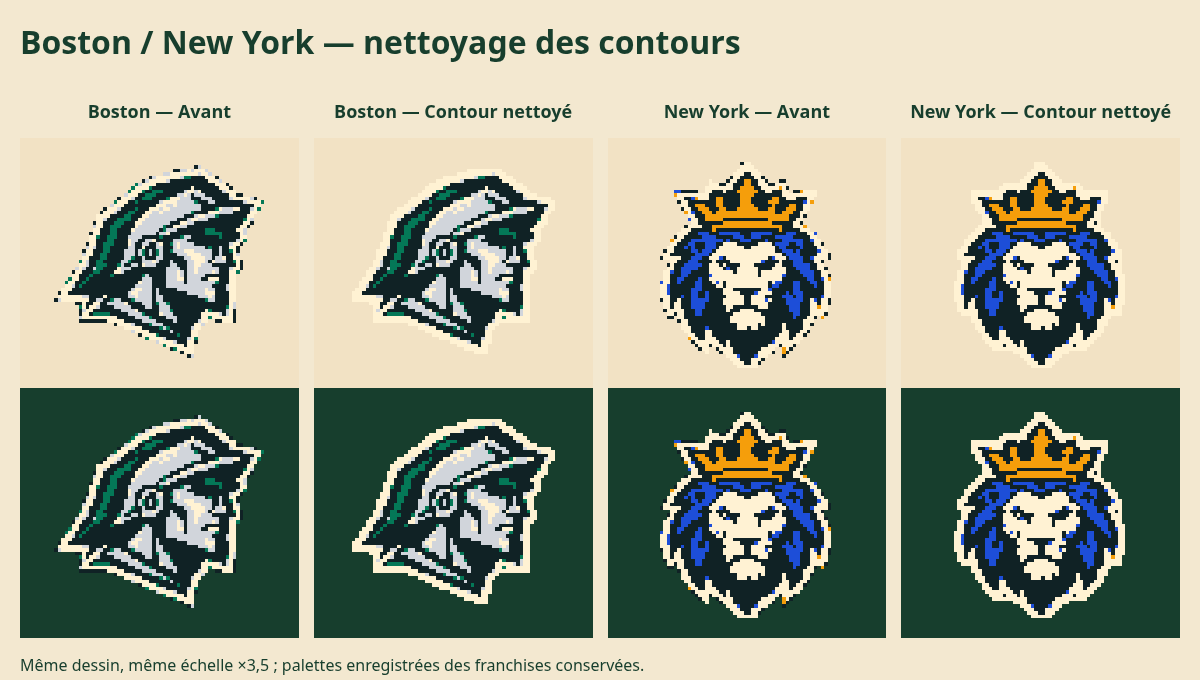 Boston / New York — nettoyage des contours
Boston — Avant
Boston — Contour nettoyé
New York — Avant
New York — Contour nettoyé
Même dessin, même échelle ×3,5 ; palettes enregistrées des franchises conservées.